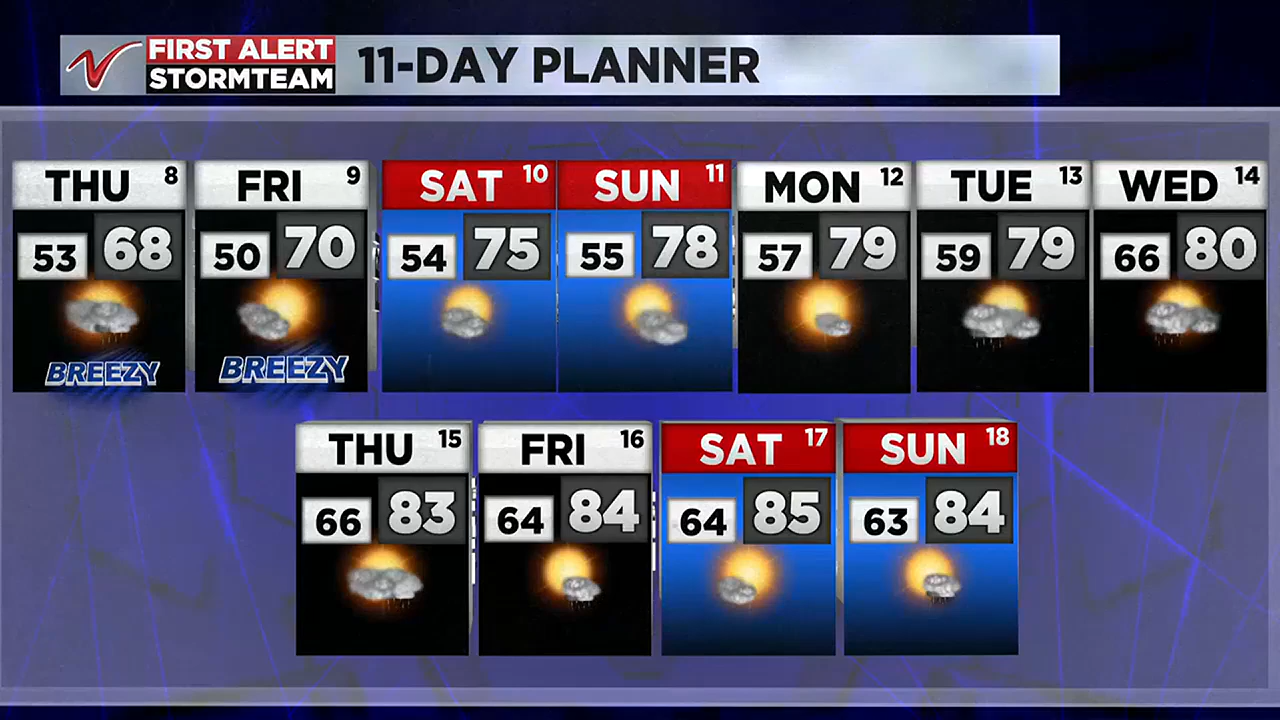 FIRST ALERT
STORMTEAM
11-DAY PLANNER
THU 8
53 68
BREEZY
FRI 9
50 70
BREEZY
SAT 10
54 75
SUN 11
55 78
MON 12
57 79
TUE 13
59 79
WED 14
66 80
THU 15
66 83
FRI 16
64 84
SAT 17
64 85
SUN 18
63 84